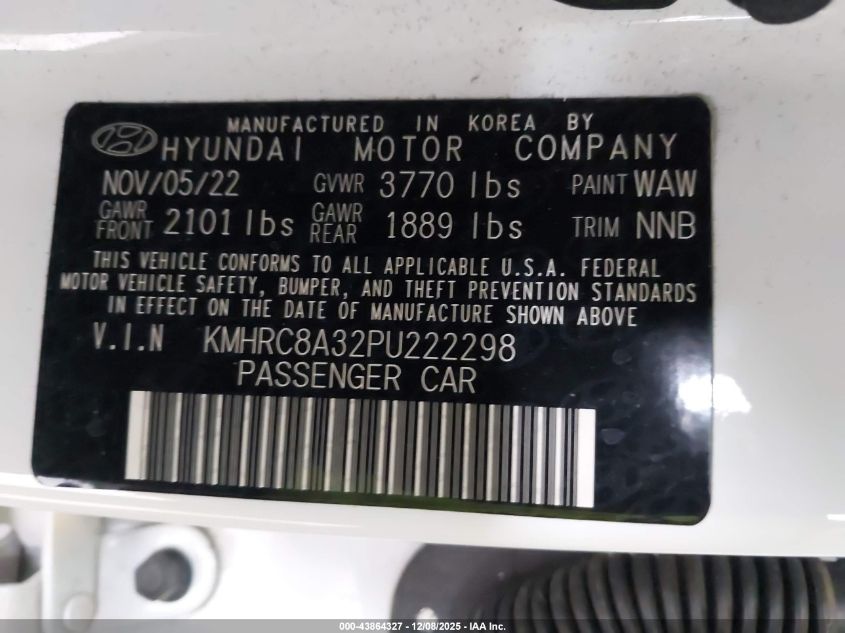 MANUFACTURED IN KOREA BY
HYUNDAI MOTOR COMPANY
NOV/05/22 GVWR 3770 lbs PAINT WAW
GAWR FRONT 2101 lbs GAWR REAR 1889 lbs TRIM NNB
THIS VEHICLE CONFORMS TO ALL APPLICABLE U.S.A. FEDERAL
MOTOR VEHICLE SAFETY, BUMPER, AND THEFT PREVENTION STANDARDS
IN EFFECT ON THE DATE OF MANUFACTURE SHOWN ABOVE
V.I.N KMHRC8A32PU222298
PASSENGER CAR
000-43864327 - 12/08/2025 - IAA Inc.